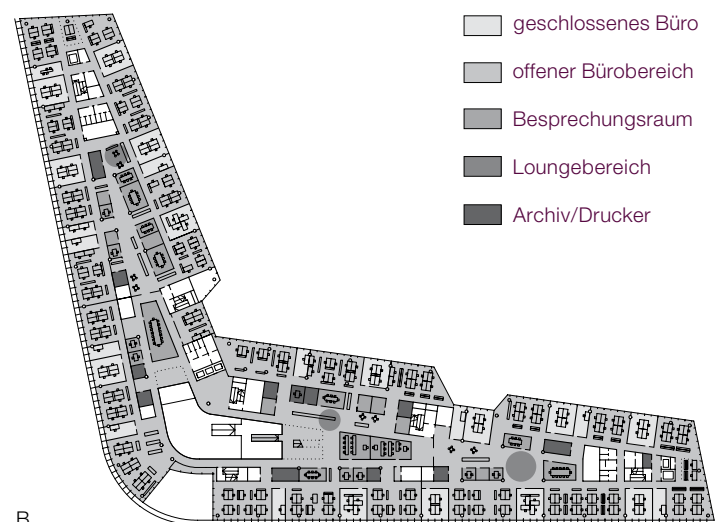 geschlossenes Büro
offener Bürobereich
Besprechungsraum
Loungebereich
Archiv/Drucker
B